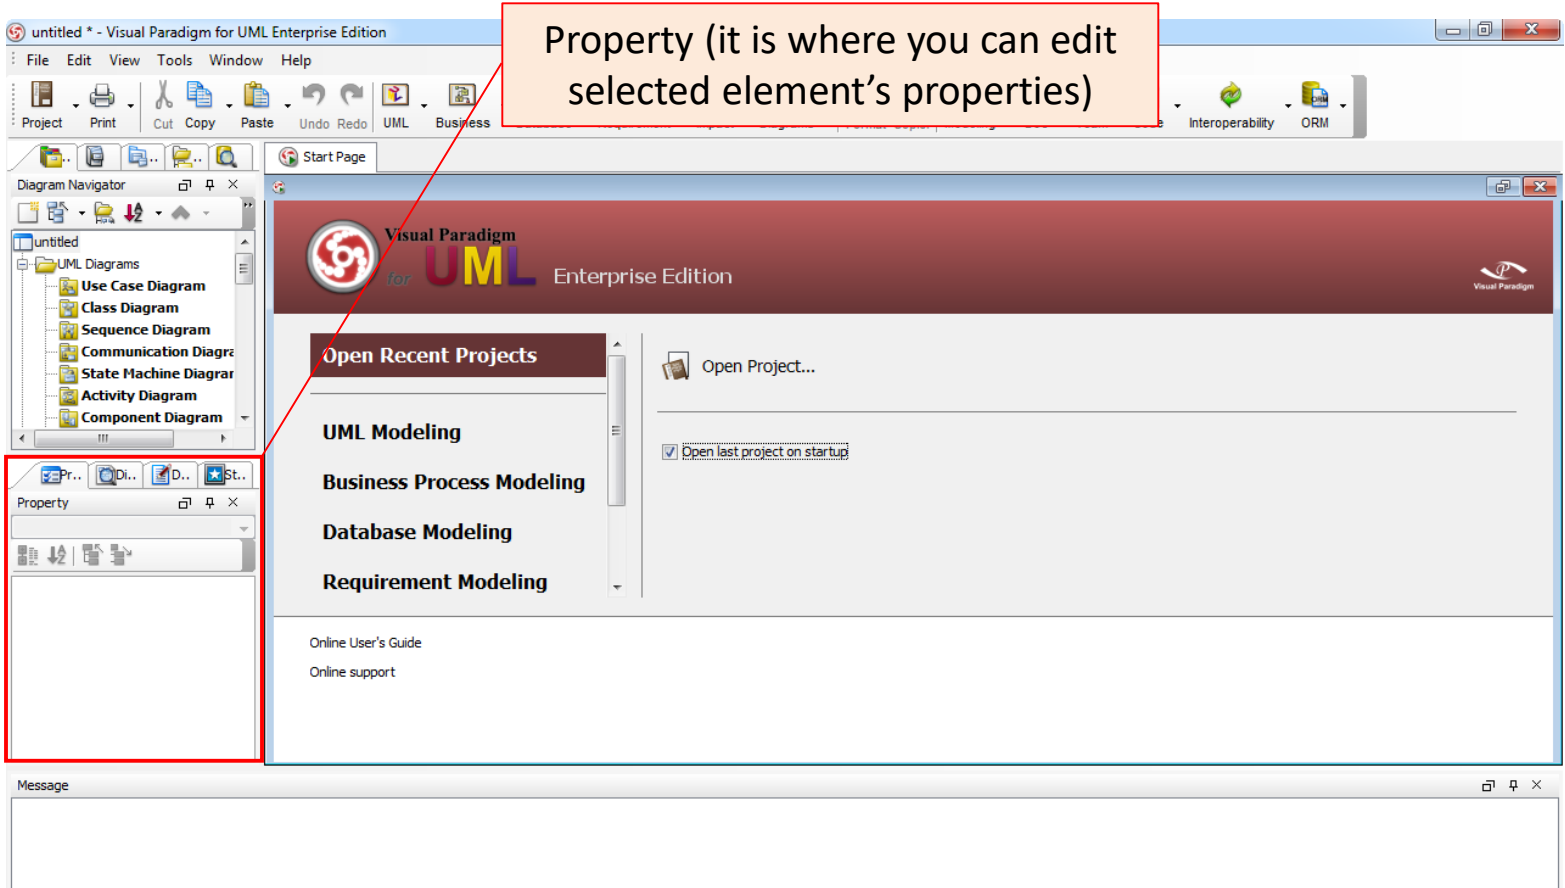 Property (it is where you can edit
selected element's properties)
untitled * - Visual Paradigm for UML Enterprise Edition
File Edit View Tools Window Help
Project Print Cut Copy Paste Undo Redo UML Business Interoperability ORM
Start Page
Diagram Navigator
untitled
UML Diagrams
Use Case Diagram
Class Diagram
Sequence Diagram
Communication Diagra
State Machine Diagrar
Activity Diagram
Component Diagram
Visual Paradigm
for UML Enterprise Edition
Visual Paradigm
Open Recent Projects
Open Project...
UML Modeling
Open last project on startup
Business Process Modeling
Database Modeling
Requirement Modeling
Pr.. Di.. D.. St..
Property
Online User's Guide
Online support
Message